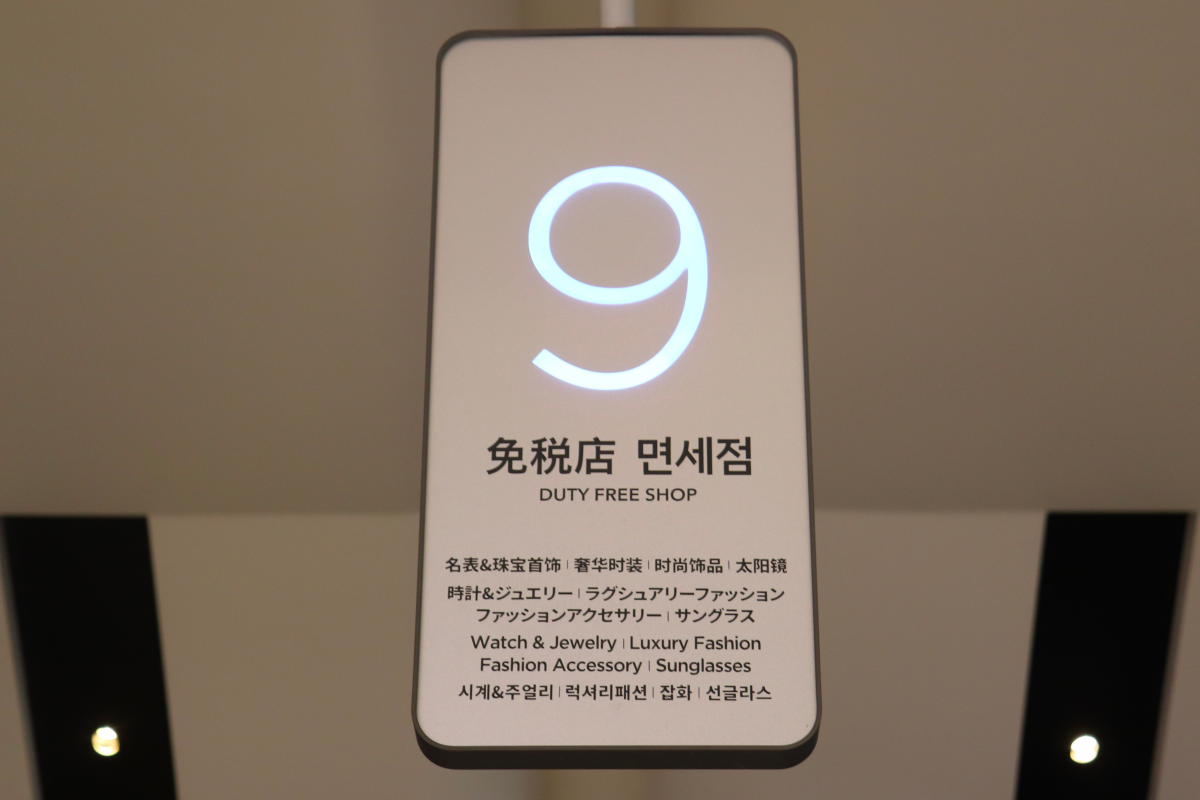 9
免税店 면세점
DUTY FREE SHOP
名表&珠宝首饰 | 奢华时装 | 时尚饰品 | 太阳镜
時計&ジュエリー | ラグシュアリーファッション
ファッションアクセサリー | サングラス
Watch & Jewelry | Luxury Fashion
Fashion Accessory | Sunglasses
시계&주얼리 | 럭셔리패션 | 잡화 | 선글라스